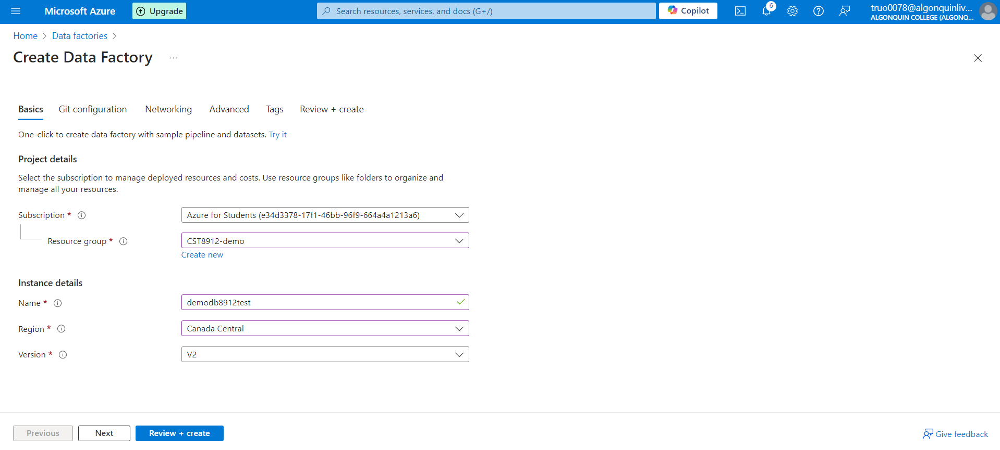 Microsoft Azure
Upgrade
Search resources, services, and docs (G+/)
Copilot
6
truo0078@algonquinliv...
ALGONQUIN COLLEGE (ALGONQ...
Home > Data factories >
Create Data Factory ...
Basics Git configuration Networking Advanced Tags Review + create
One-click to create data factory with sample pipeline and datasets. Try it
Project details
Select the subscription to manage deployed resources and costs. Use resource groups like folders to organize and
manage all your resources.
Subscription * Azure for Students (e34d3378-17f1-46bb-96f9-664a4a1213a6)
Resource group * CST8912-demo
Create new
Instance details
Name * demodb8912test
Region * Canada Central
Version * V2
Previous Next Review + create
Give feedback